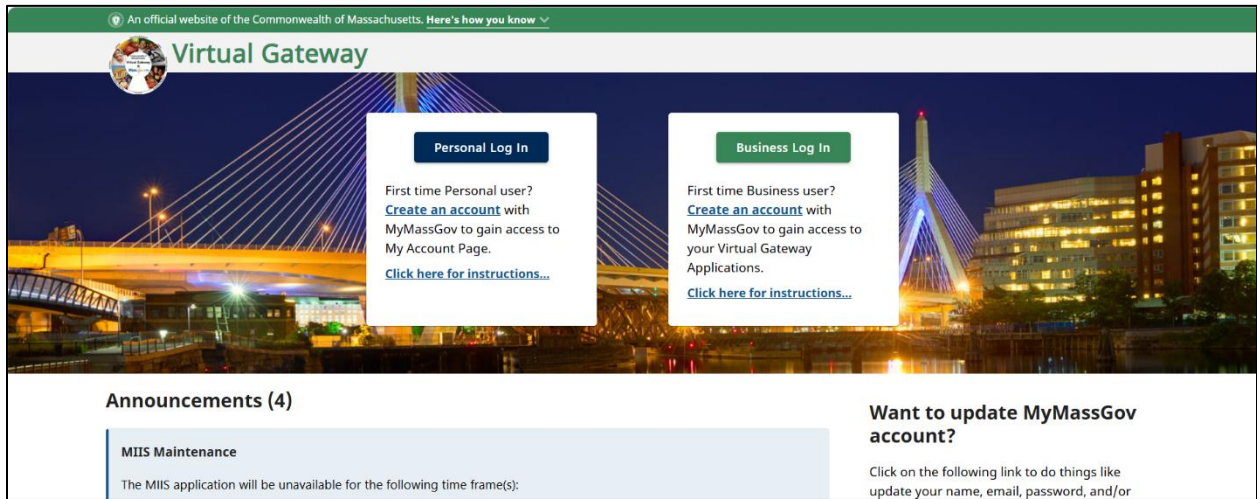 An official website of the Commonwealth of Massachusetts. Here's how you know
Virtual Gateway
Personal Log In
First time Personal user?
Create an account with
MyMassGov to gain access to
My Account Page.
Click here for instructions...
Business Log In
First time Business user?
Create an account with
MyMassGov to gain access to
your Virtual Gateway
Applications.
Click here for instructions...
Announcements (4)
MIIS Maintenance
The MIIS application will be unavailable for the following time frame(s):
Want to update MyMassGov
account?
Click on the following link to do things like
update your name, email, password, and/or